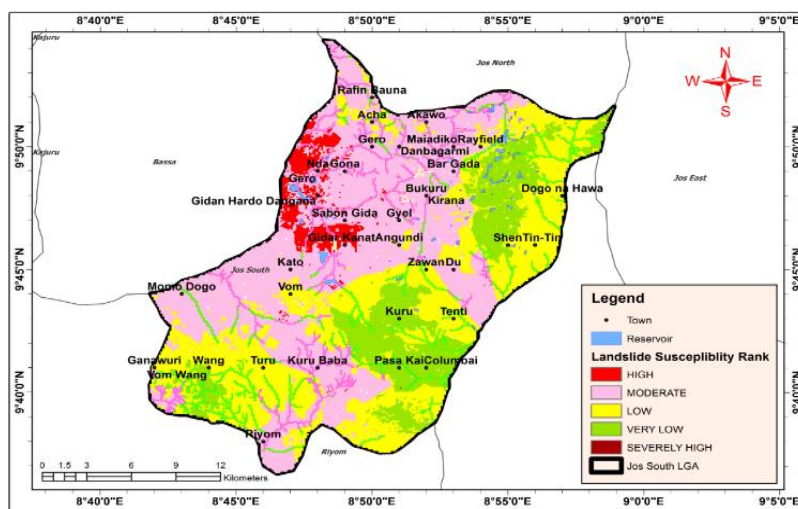 8°40'0"E 8°45'0"E 8°50'0"E 8°55'0"E 9°0'0"E 9°5'0"E
Kajuru
Jos North
N
W E
S
Rafin Bauna
Acha Akawo
9°50'0"N Gero Maiadiko Rayfield 9°50'0"N
Danbagarmi
Kajuru
Bassa
Nda Gona Bar Gada
Gero
Jos East
Gidan Hardo Dangana Bukuru Dogo na Hawa
Kirana
Sabon Gida Gyel
Gidan Kanat Angundi Shen Tin-Tin
9°45'0"N Kato Zawan Du 9°45'0"N
Jos South
Momo Dogo Vom
Kuru Tenti
Ganawuri Wang Turu Kuru Baba Pasa Kai Columbai
Vom Wang
9°40'0"N 9°40'0"N
Riyom
Riyom
Legend
Town
Reservoir
Landslide Suscepliblity Rank
HIGH
MODERATE
LOW
VERY LOW
SEVERELY HIGH
Jos South LGA
0 1.5 3 6 9 12
Kilometers
8°40'0"E 8°45'0"E 8°50'0"E 8°55'0"E 9°0'0"E 9°5'0"E